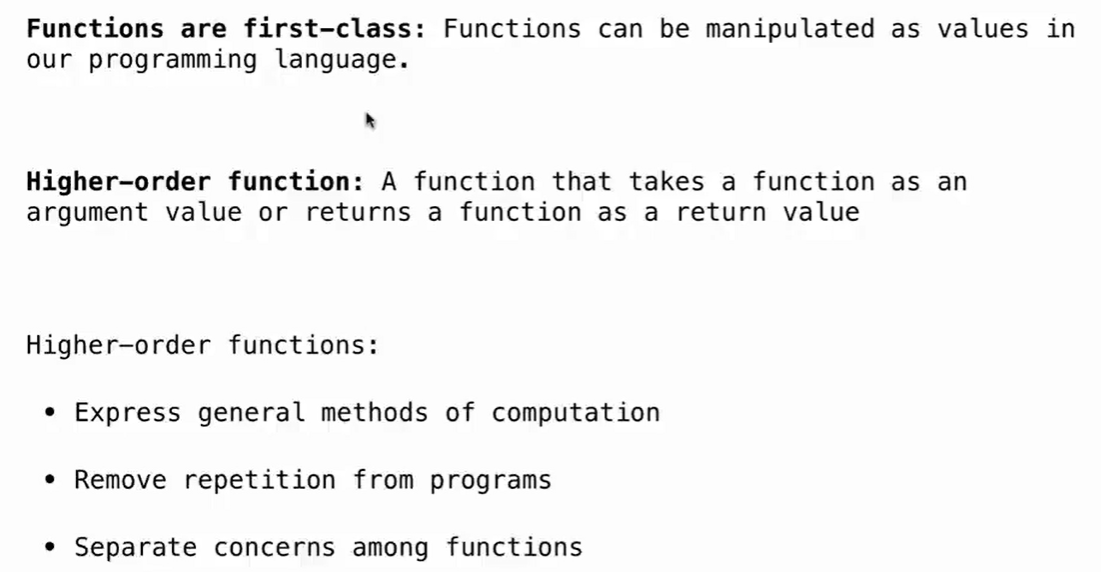 Functions are first-class: Functions can be manipulated as values in
our programming language.
Higher-order function: A function that takes a function as an
argument value or returns a function as a return value
Higher-order functions:
• Express general methods of computation
• Remove repetition from programs
• Separate concerns among functions